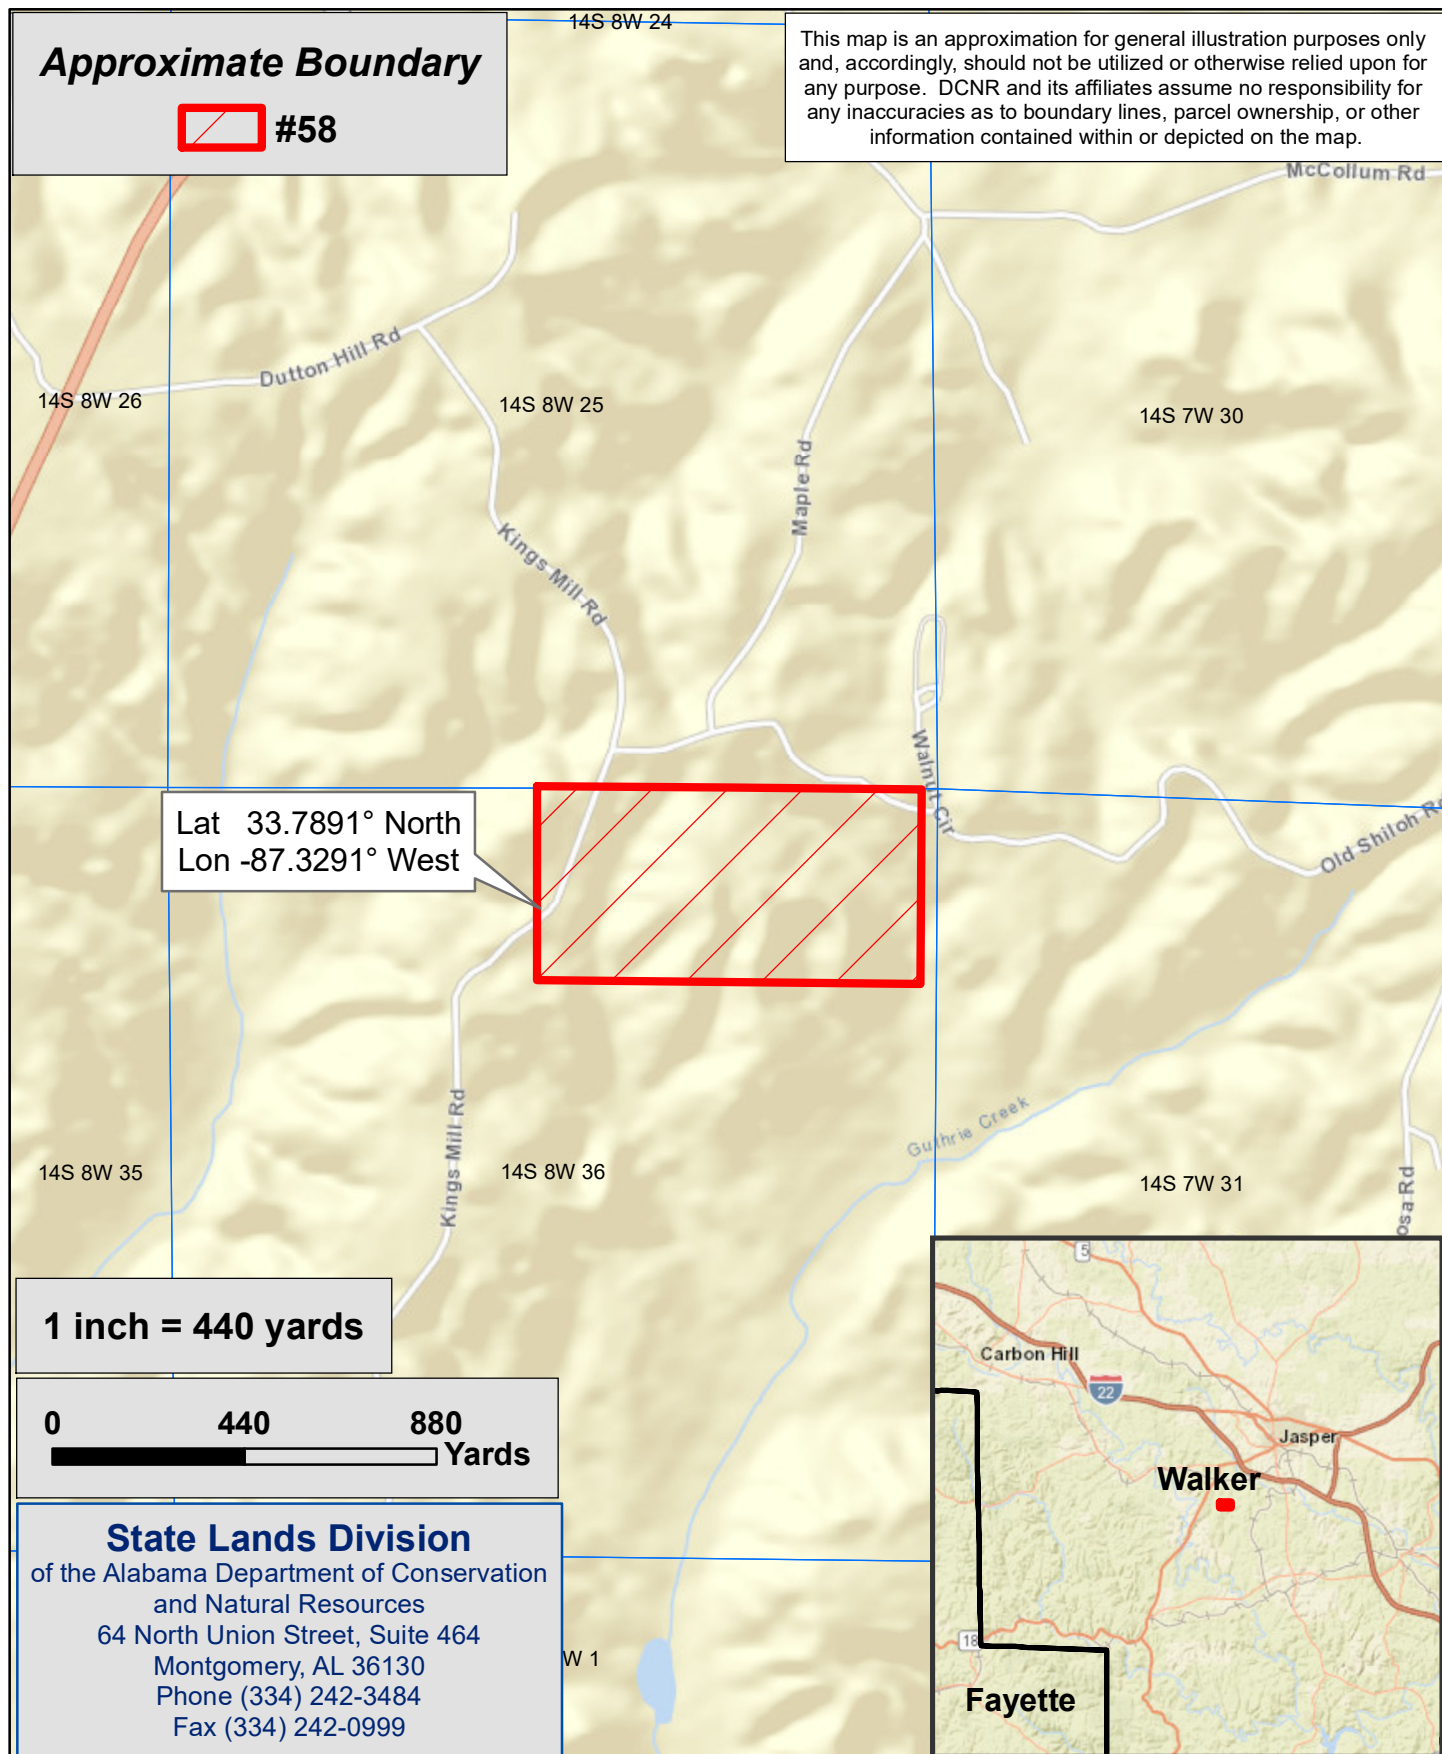 Approximate Boundary
#58
14S 8W 24
This map is an approximation for general illustration purposes only
and, accordingly, should not be utilized or otherwise relied upon for
any purpose. DCNR and its affiliates assume no responsibility for
any inaccuracies as to boundary lines, parcel ownership, or other
information contained within or depicted on the map.
McCollum Rd
Dutton Hill Rd
14S 8W 26
14S 8W 25
14S 7W 30
Maple Rd
Kings Mill Rd
Walnut Cir
Lat 33.7891° North
Lon -87.3291° West
Old Shiloh Rd
Kings Mill Rd
Guthrie Creek
14S 8W 35
14S 8W 36
14S 7W 31
osa Rd
1 inch = 440 yards
0 440 880
Yards
State Lands Division
of the Alabama Department of Conservation
and Natural Resources
64 North Union Street, Suite 464
Montgomery, AL 36130
Phone (334) 242-3484
Fax (334) 242-0999
W 1
5
Carbon Hill
22
Jasper
Walker
18
Fayette